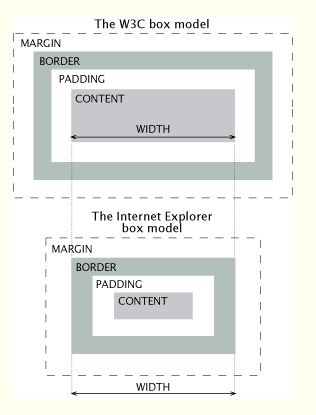 The W3C box model
MARGIN
BORDER
PADDING
CONTENT
WIDTH
The Internet Explorer
box model
MARGIN
BORDER
PADDING
CONTENT
WIDTH